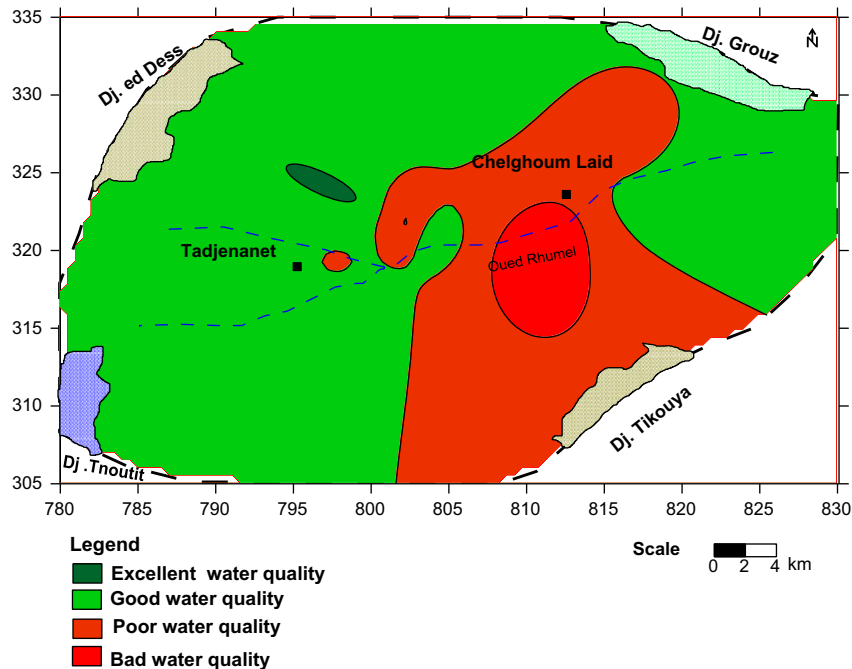 335
330
325
320
315
310
305
780
785
790
795
800
805
810
815
820
825
830
Dj. ed Dess
Dj. Grouz
N
Chelghoum Laid
Tadjenanet
Oued Rhumel
Dj. Tikouya
Dj .Tnoutit
Legend
Excellent water quality
Good water quality
Poor water quality
Bad water quality
Scale
0 2 4 km